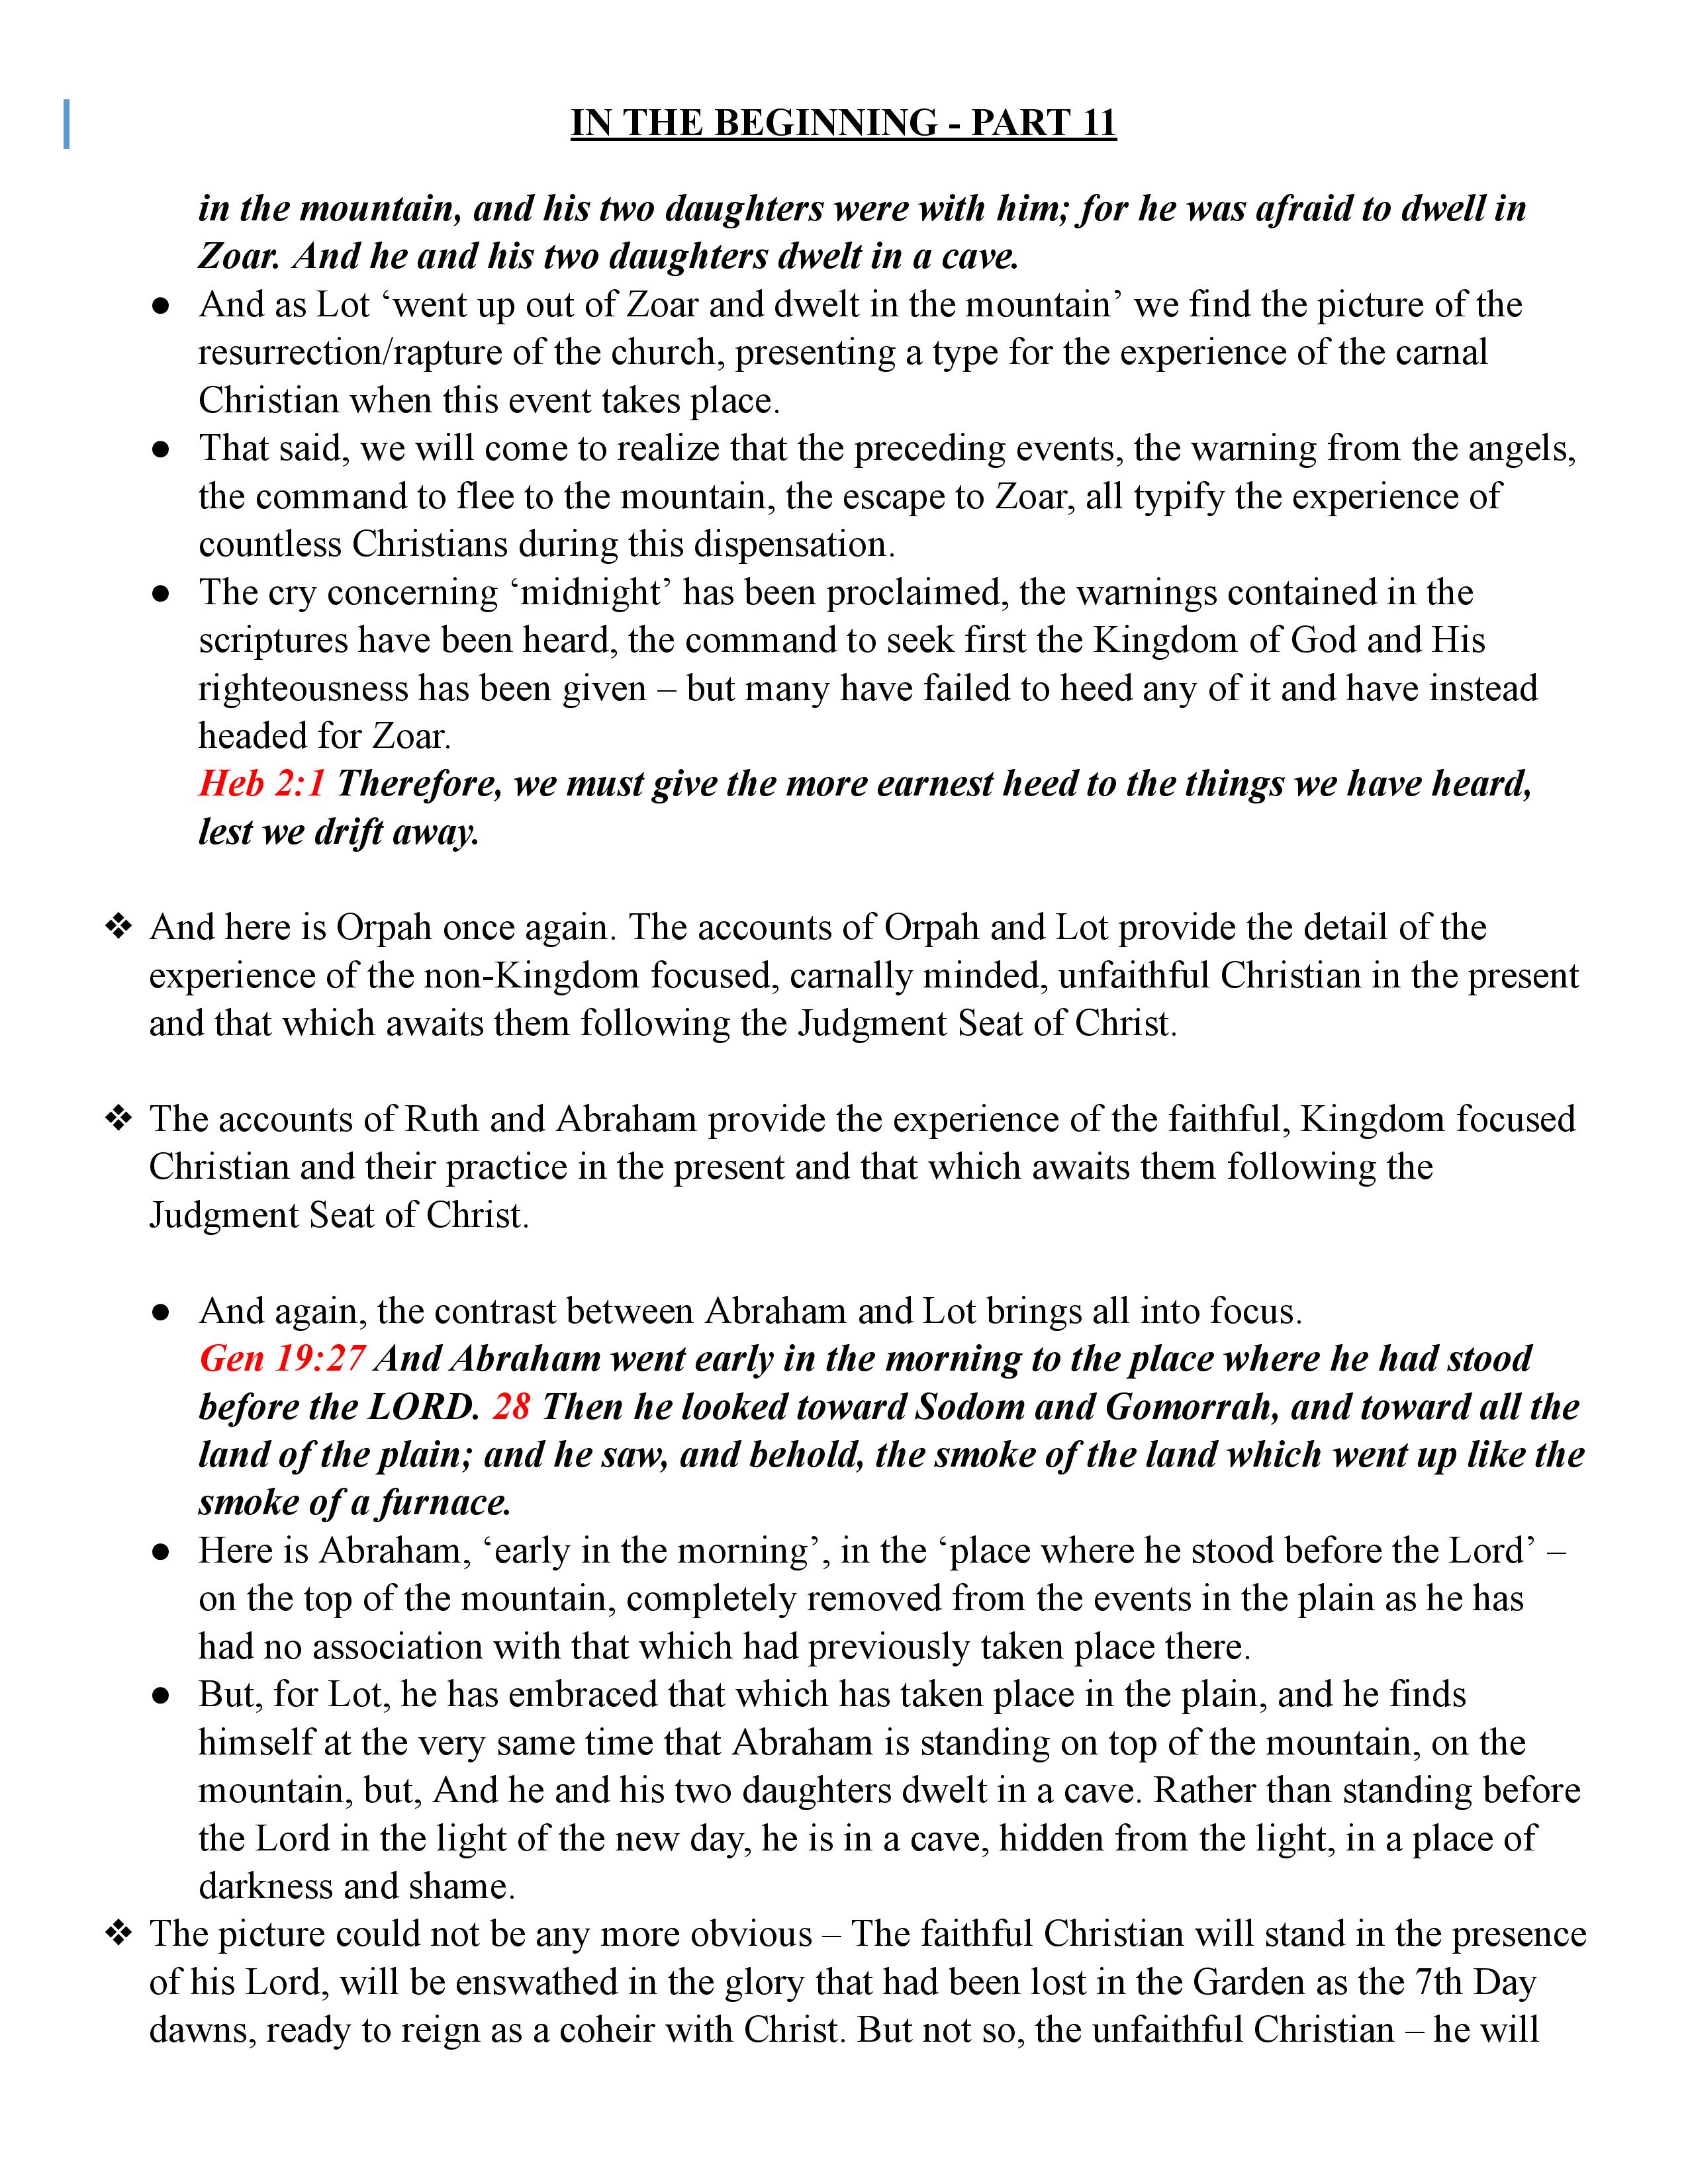 IN THE BEGINNING - PART 11
in the mountain, and his two daughters were with him; for he was afraid to dwell in
Zoar. And he and his two daughters dwelt in a cave.
● And as Lot ‘went up out of Zoar and dwelt in the mountain’ we find the picture of the
resurrection/rapture of the church, presenting a type for the experience of the carnal
Christian when this event takes place.
● That said, we will come to realize that the preceding events, the warning from the angels,
the command to flee to the mountain, the escape to Zoar, all typify the experience of
countless Christians during this dispensation.
● The cry concerning ‘midnight’ has been proclaimed, the warnings contained in the
scriptures have been heard, the command to seek first the Kingdom of God and His
righteousness has been given – but many have failed to heed any of it and have instead
headed for Zoar.
Heb 2:1 Therefore, we must give the more earnest heed to the things we have heard,
lest we drift away.
❖ And here is Orpah once again. The accounts of Orpah and Lot provide the detail of the
experience of the non-Kingdom focused, carnally minded, unfaithful Christian in the present
and that which awaits them following the Judgment Seat of Christ.
❖ The accounts of Ruth and Abraham provide the experience of the faithful, Kingdom focused
Christian and their practice in the present and that which awaits them following the
Judgment Seat of Christ.
● And again, the contrast between Abraham and Lot brings all into focus.
Gen 19:27 And Abraham went early in the morning to the place where he had stood
before the LORD. 28 Then he looked toward Sodom and Gomorrah, and toward all the
land of the plain; and he saw, and behold, the smoke of the land which went up like the
smoke of a furnace.
● Here is Abraham, ‘early in the morning’, in the ‘place where he stood before the Lord’ –
on the top of the mountain, completely removed from the events in the plain as he has
had no association with that which had previously taken place there.
● But, for Lot, he has embraced that which has taken place in the plain, and he finds
himself at the very same time that Abraham is standing on top of the mountain, on the
mountain, but, And he and his two daughters dwelt in a cave. Rather than standing before
the Lord in the light of the new day, he is in a cave, hidden from the light, in a place of
darkness and shame.
❖ The picture could not be any more obvious – The faithful Christian will stand in the presence
of his Lord, will be enswathed in the glory that had been lost in the Garden as the 7th Day
dawns, ready to reign as a coheir with Christ. But not so, the unfaithful Christian – he will